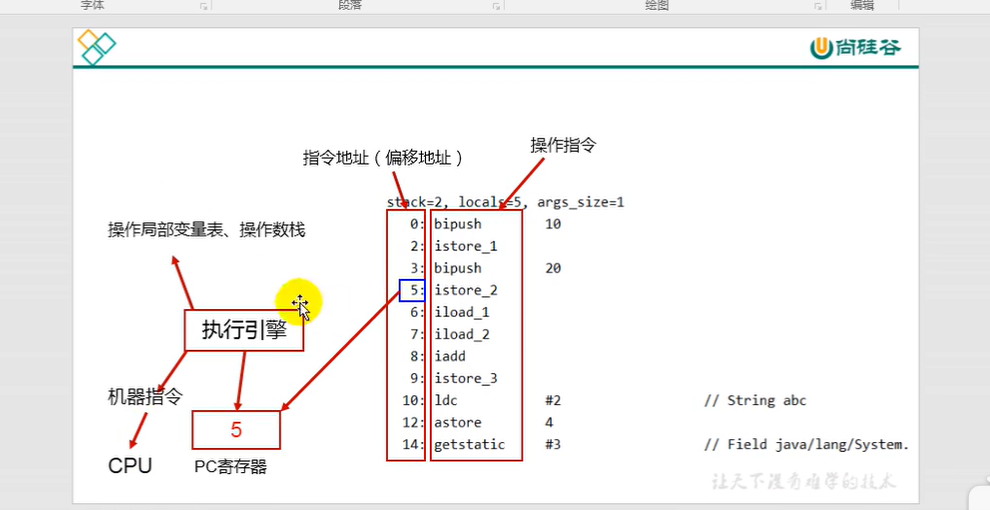 字体 段落 绘图 编辑
尚硅谷
指令地址（偏移地址） 操作指令
stack=2, locals=5, args_size=1
操作局部变量表、操作数栈
0: bipush 10
2: istore_1
3: bipush 20
5: istore_2
6: iload_1
7: iload_2
8: iadd
9: istore_3
10: ldc #2 // String abc
12: astore 4
14: getstatic #3 // Field java/lang/System.
执行引擎
机器指令
5
CPU
PC寄存器
让天下没有难学的技术